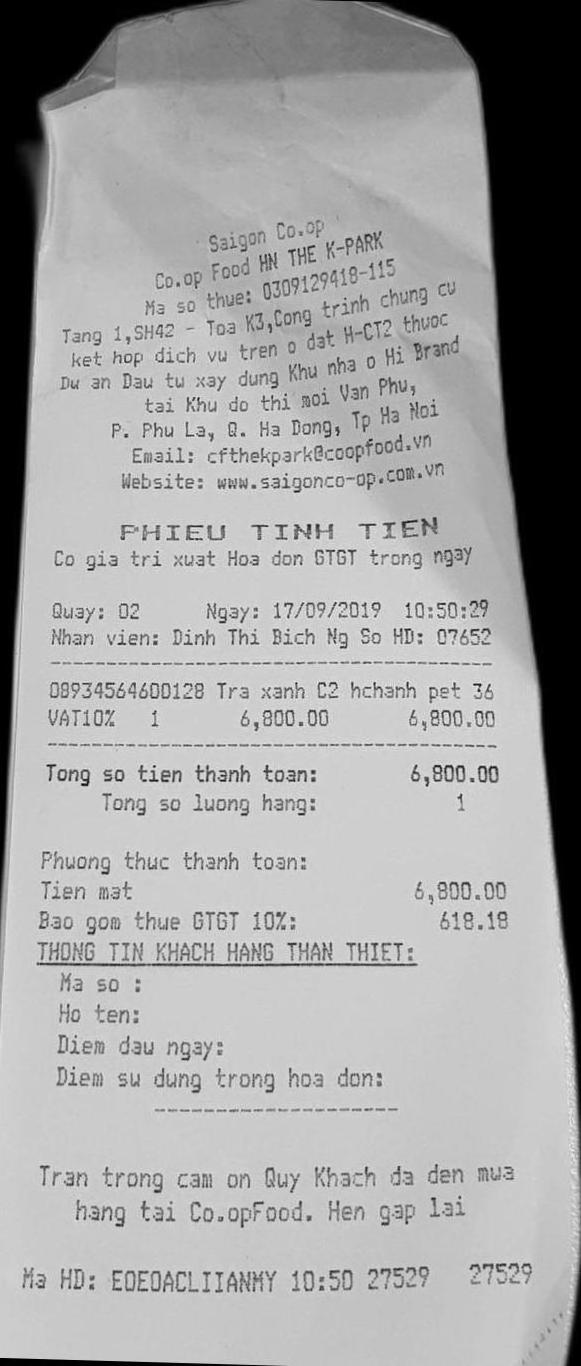 Saigon Co.op
Co.op Food HN THE K-PARK
Ma so thue: 0309129418-115
Tang 1,SH42 - Toa K3,Cong trinh chung cu
ket hop dich vu tren o dat H-CT2 thuoc
Du an Dau tu xay dung Khu nha o Hi Brand
tai Khu do thi moi Van Phu,
P. Phu La, Q. Ha Dong, Tp Ha Noi
Email: cfthekpark@coopfood.vn
Website: www.saigonco-op.com.vn
PHIEU TINH TIEN
Co gia tri xuat Hoa don GTGT trong ngay
Quay: 02 Ngay: 17/09/2019 10:50:29
Nhan vien: Dinh Thi Bich Ng So HD: 07652
08934564600128 Tra xanh C2 hchanh pet 36
VAT10% 1 6,800.00 6,800.00
Tong so tien thanh toan: 6,800.00
Tong so luong hang: 1
Phuong thuc thanh toan:
Tien mat 6,800.00
Bao gom thue GTGT 10%: 618.18
THONG TIN KHACH HANG THAN THIET:
Ma so :
Ho ten:
Diem dau ngay:
Diem su dung trong hoa don:
Tran trong cam on Quy Khach da den mua
hang tai Co.opFood. Hen gap lai
Ma HD: EOEOACLIIANMY 10:50 27529 27529